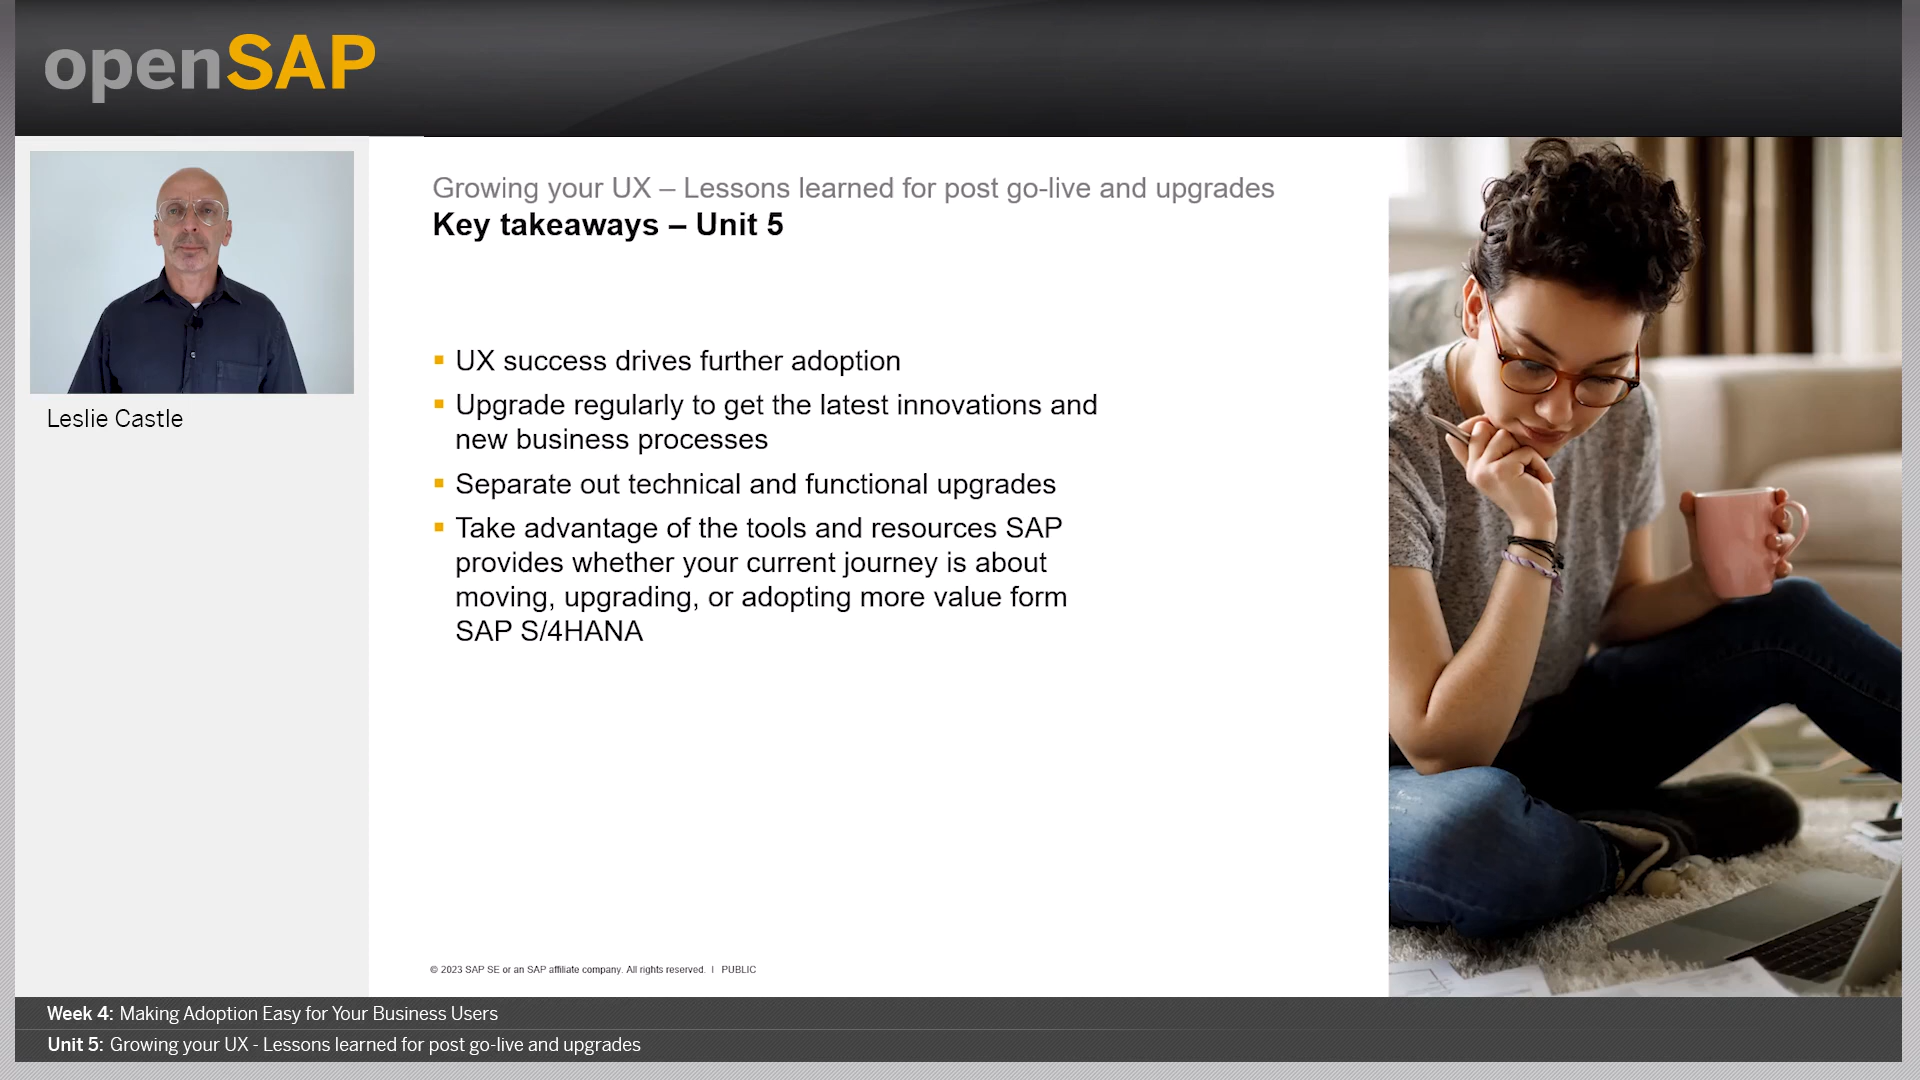 openSAP
Leslie Castle
Growing your UX – Lessons learned for post go-live and upgrades
Key takeaways – Unit 5
▪ UX success drives further adoption
▪ Upgrade regularly to get the latest innovations and
new business processes
▪ Separate out technical and functional upgrades
▪ Take advantage of the tools and resources SAP
provides whether your current journey is about
moving, upgrading, or adopting more value form
SAP S/4HANA
© 2023 SAP SE or an SAP affiliate company. All rights reserved. | PUBLIC
Week 4: Making Adoption Easy for Your Business Users
Unit 5: Growing your UX - Lessons learned for post go-live and upgrades